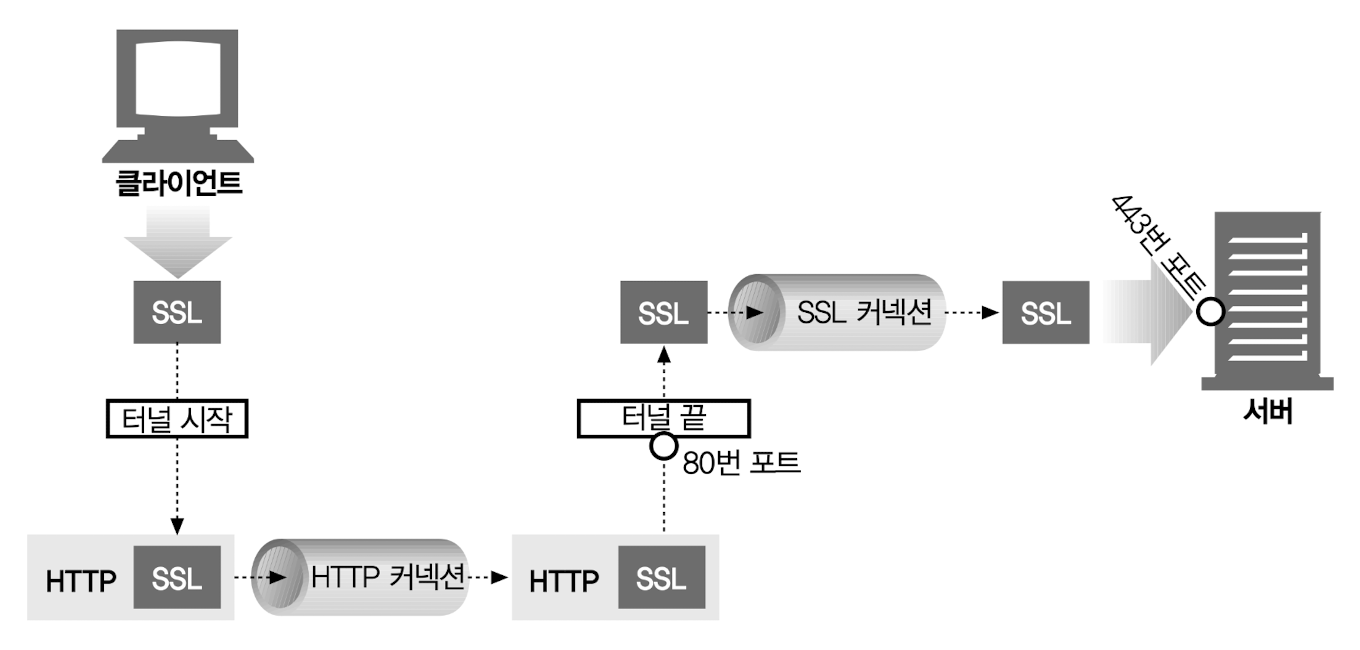 클라이언트
SSL
터널 시작
HTTP
SSL
HTTP 커넥션
HTTP
SSL
터널 끝
80번 포트
SSL
SSL 커넥션
SSL
443번 포트
서버